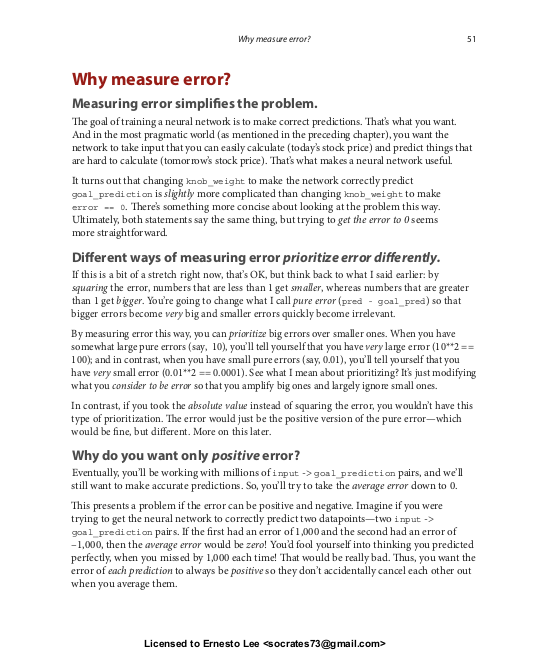 Why measure error?
51
Why measure error?
Measuring error simplifies the problem.
The goal of training a neural network is to make correct predictions. That's what you want.
And in the most pragmatic world (as mentioned in the preceding chapter), you want the
network to take input that you can easily calculate (today's stock price) and predict things that
are hard to calculate (tomorrow's stock price). That's what makes a neural network useful.
It turns out that changing knob_weight to make the network correctly predict
goal_prediction is slightly more complicated than changing knob_weight to make
error == 0. There's something more concise about looking at the problem this way.
Ultimately, both statements say the same thing, but trying to get the error to 0 seems
more straightforward.
Different ways of measuring error prioritize error differently.
If this is a bit of a stretch right now, that's OK, but think back to what I said earlier: by
squaring the error, numbers that are less than 1 get smaller, whereas numbers that are greater
than 1 get bigger. You're going to change what I call pure error (pred - goal_pred) so that
bigger errors become very big and smaller errors quickly become irrelevant.
By measuring error this way, you can prioritize big errors over smaller ones. When you have
somewhat large pure errors (say, 10), you'll tell yourself that you have very large error (10**2 ==
100); and in contrast, when you have small pure errors (say, 0.01), you'll tell yourself that you
have very small error (0.01**2 == 0.0001). See what I mean about prioritizing? It's just modifying
what you consider to be error so that you amplify big ones and largely ignore small ones.
In contrast, if you took the absolute value instead of squaring the error, you wouldn't have this
type of prioritization. The error would just be the positive version of the pure error—which
would be fine, but different. More on this later.
Why do you want only positive error?
Eventually, you'll be working with millions of input -> goal_prediction pairs, and we'll
still want to make accurate predictions. So, you'll try to take the average error down to 0.
This presents a problem if the error can be positive and negative. Imagine if you were
trying to get the neural network to correctly predict two datapoints—two input ->
goal_prediction pairs. If the first had an error of 1,000 and the second had an error of
–1,000, then the average error would be zero! You'd fool yourself into thinking you predicted
perfectly, when you missed by 1,000 each time! That would be really bad. Thus, you want the
error of each prediction to always be positive so they don't accidentally cancel each other out
when you average them.
Licensed to Ernesto Lee <socrates73@gmail.com>